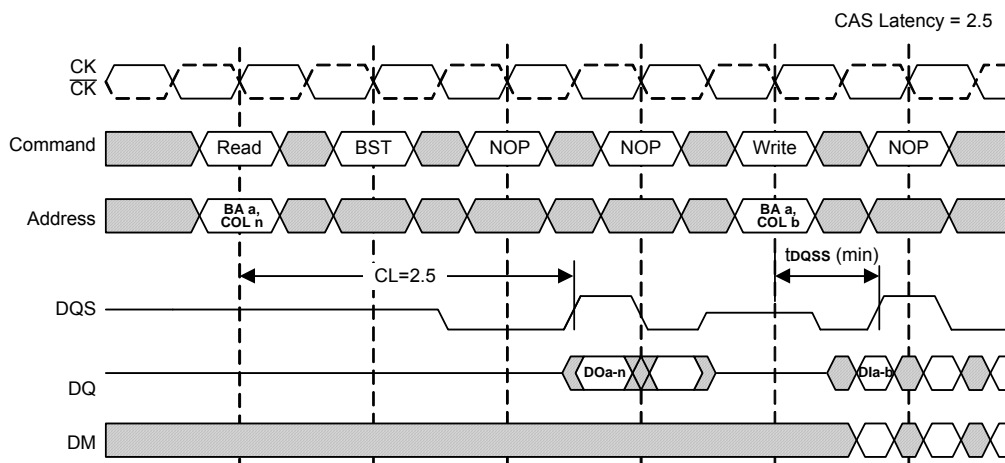 CAS Latency = 2.5
CK
CK
Command
Read
BST
NOP
NOP
Write
NOP
Address
BA a,
COL n
BA a,
COL b
CL=2.5
tDQSS (min)
DQS
DQ
DOa-n
DIa-b
DM